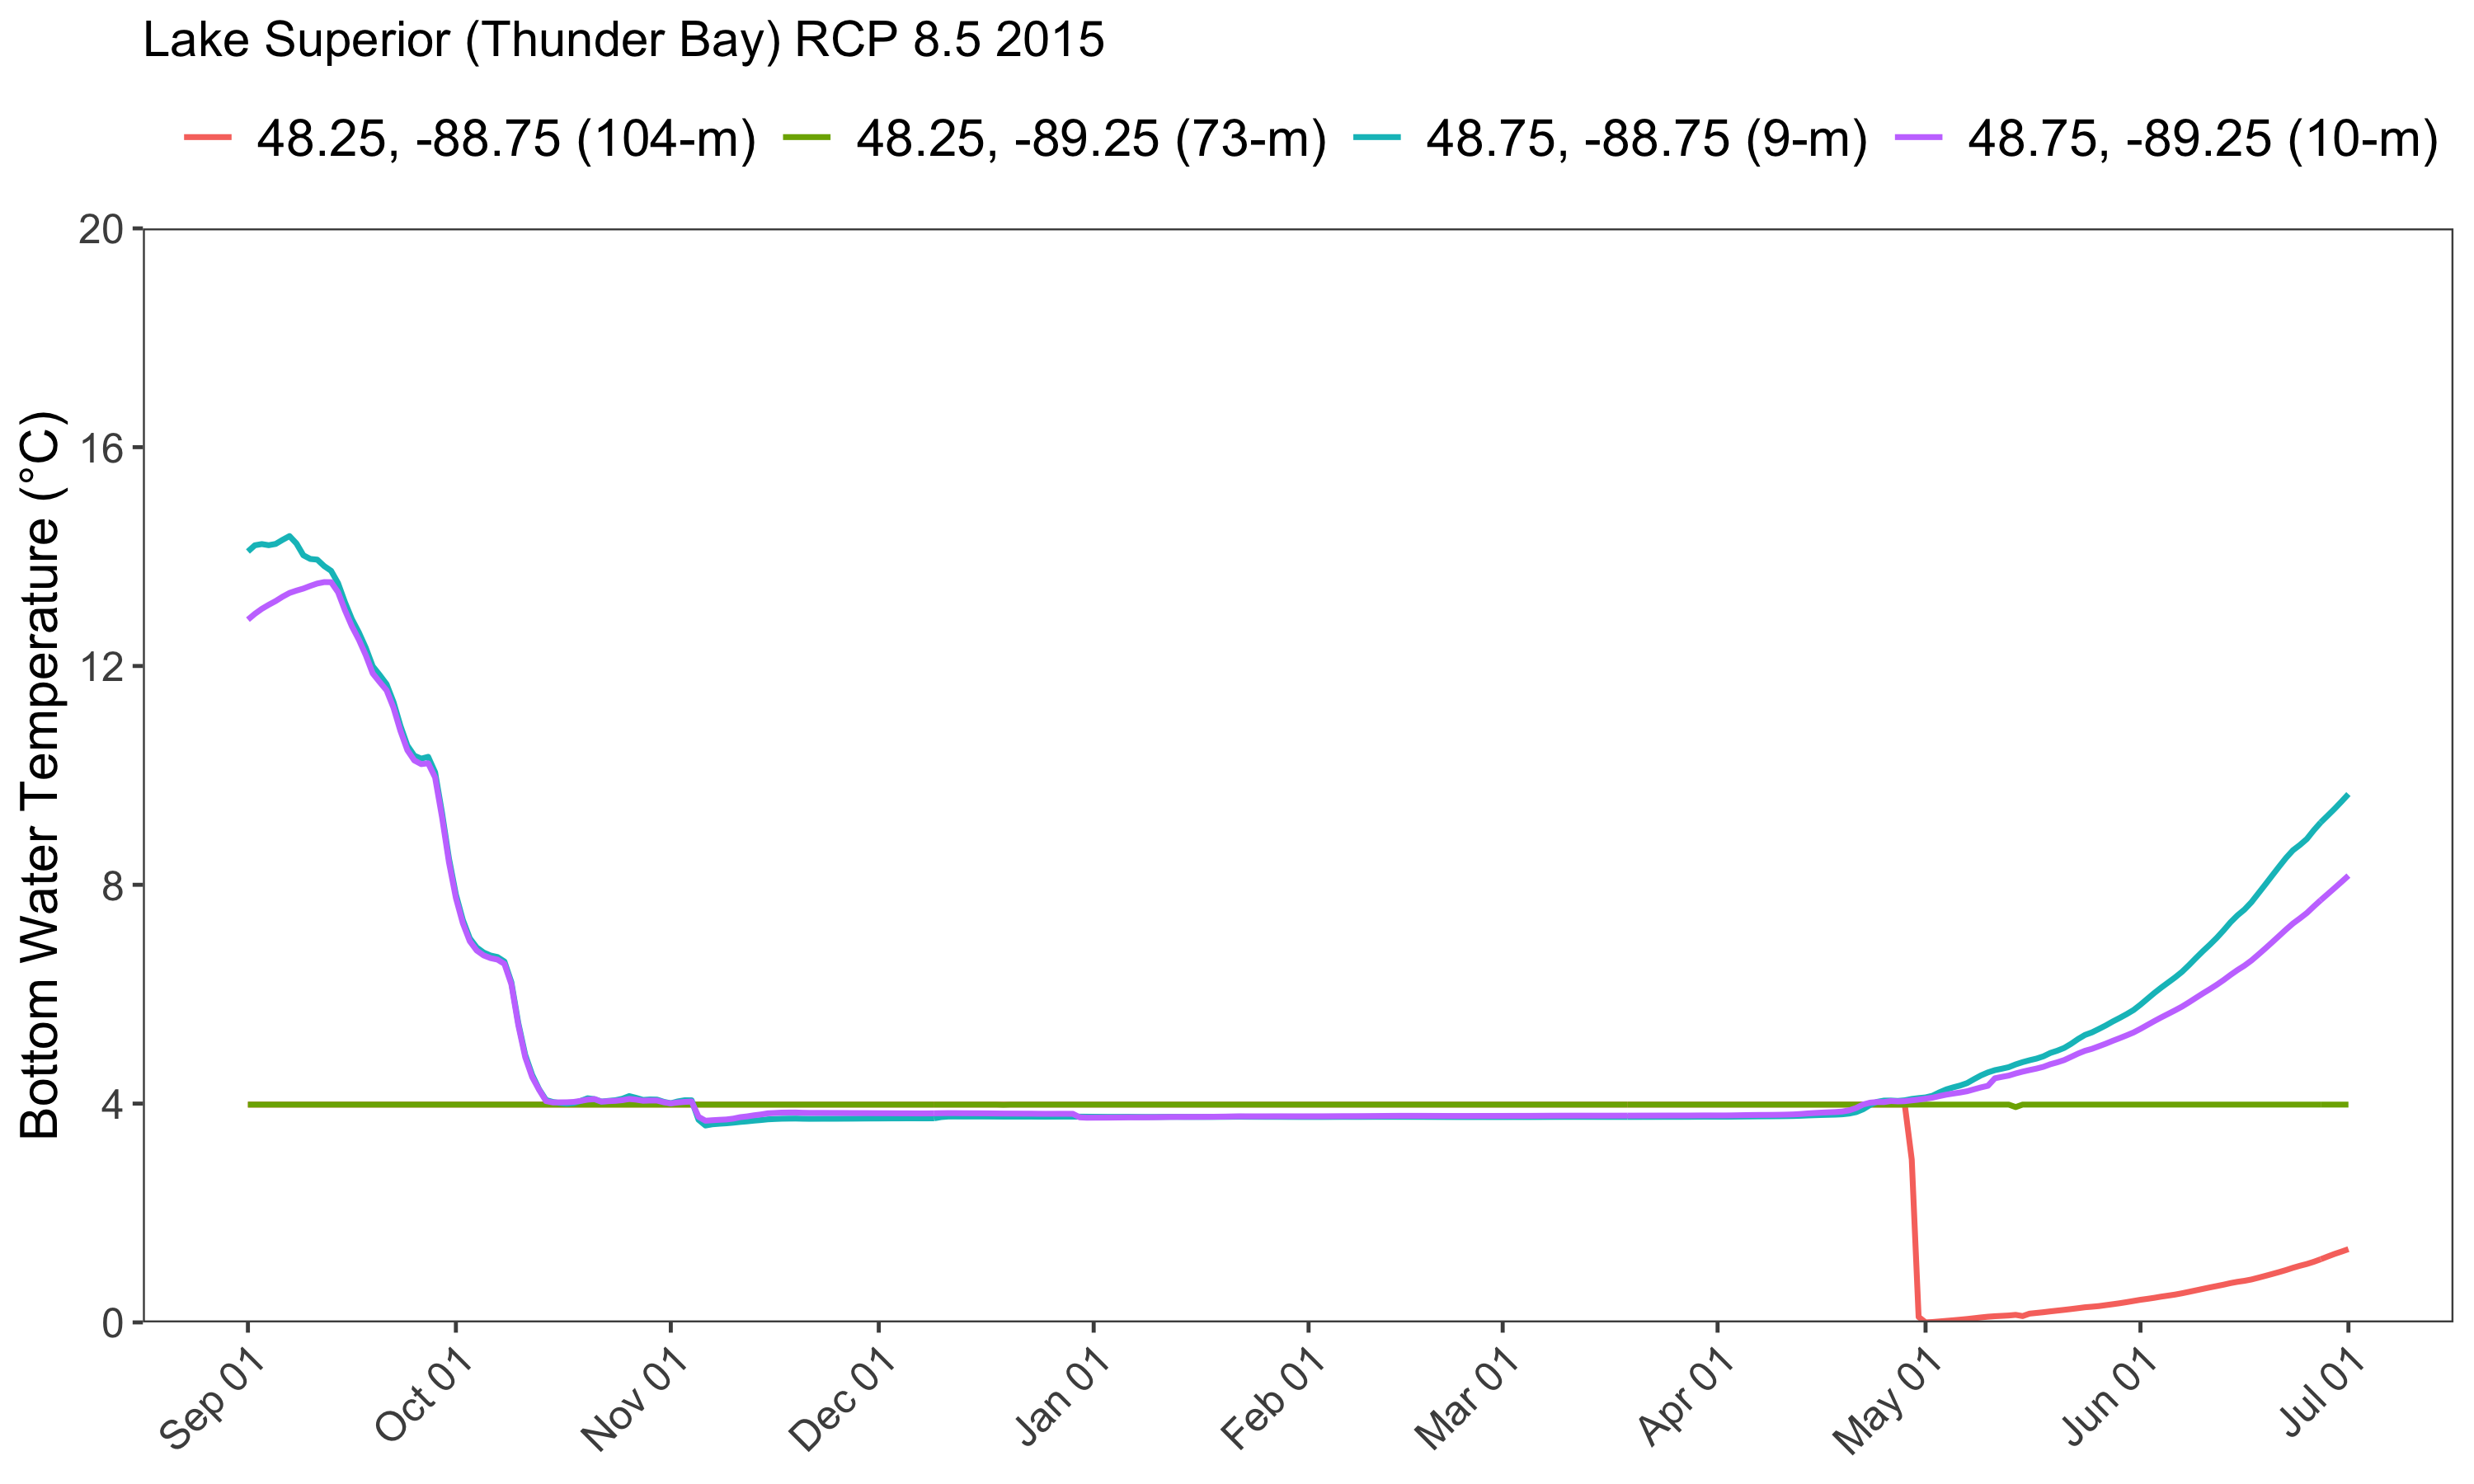 Lake Superior (Thunder Bay) RCP 8.5 2015
48.25, -88.75 (104-m) 48.25, -89.25 (73-m) 48.75, -88.75 (9-m) 48.75, -89.25 (10-m)
Bottom Water Temperature (°C)
20
16
12
8
4
0
Sep 01 Oct 01 Nov 01 Dec 01 Jan 01 Feb 01 Mar 01 Apr 01 May 01 Jun 01 Jul 01